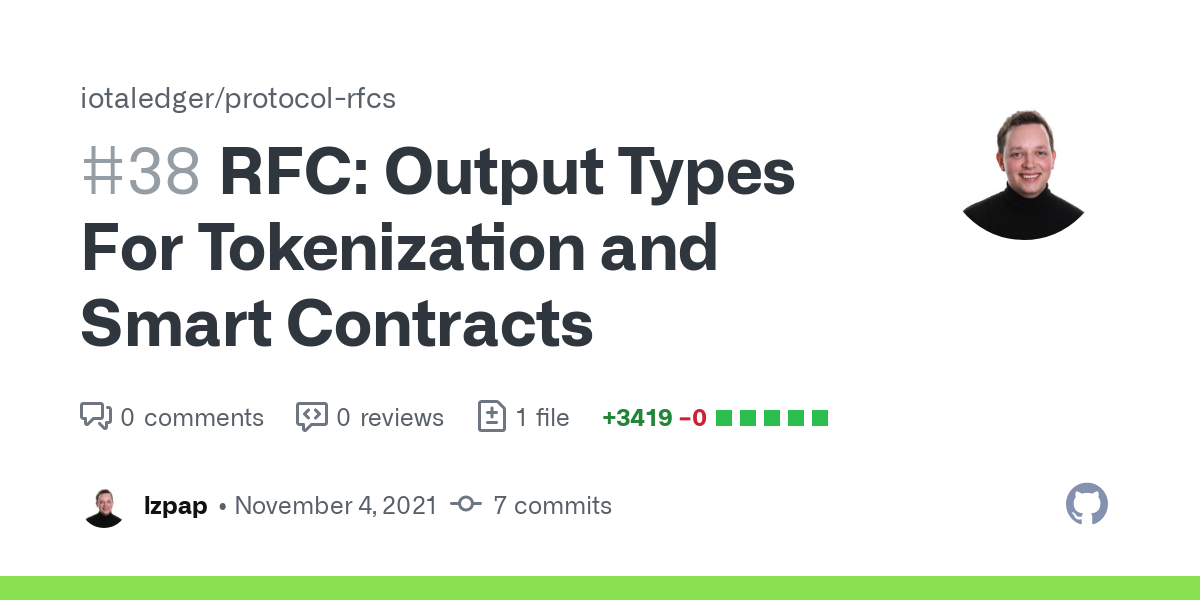 iotaledger/protocol-rfcs
#38 RFC: Output Types
For Tokenization and
Smart Contracts
0 comments 0 reviews 1 file +3419 −0
lzpap • November 4, 2021 7 commits